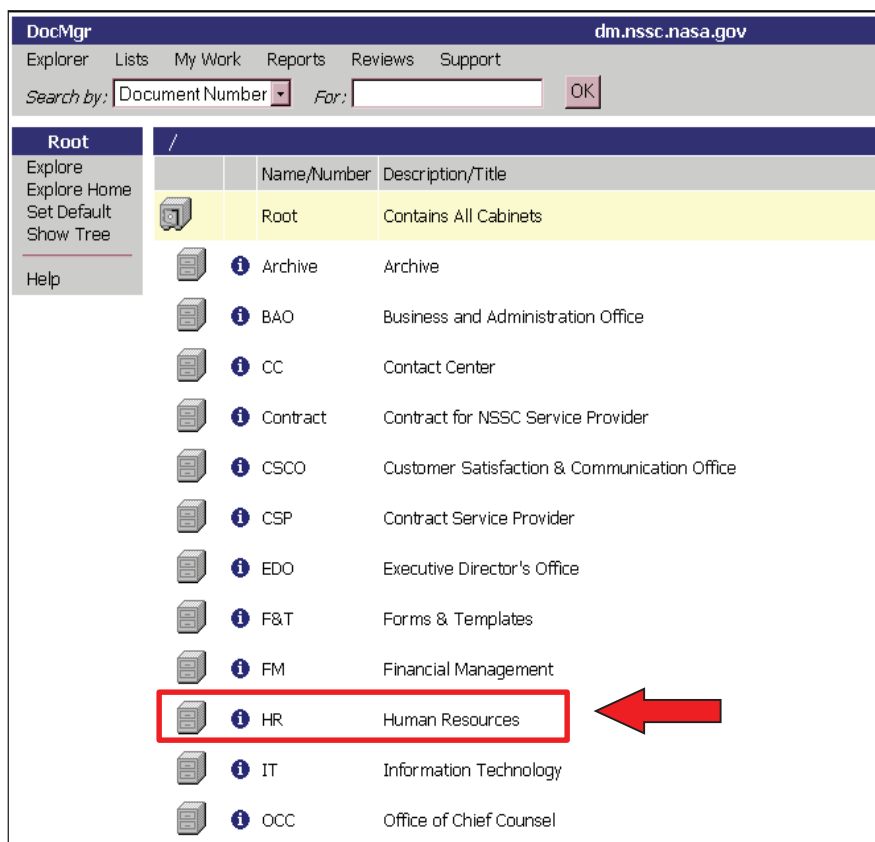 DocMgr dm.nssc.nasa.gov
Explorer Lists My Work Reports Reviews Support
Search by: Document Number For: OK
Root /
Explore
Explore Home
Set Default
Show Tree
Help
Name/Number Description/Title
Root Contains All Cabinets
Archive Archive
BAO Business and Administration Office
CC Contact Center
Contract Contract for NSSC Service Provider
CSCO Customer Satisfaction & Communication Office
CSP Contract Service Provider
EDO Executive Director's Office
F&T Forms & Templates
FM Financial Management
HR Human Resources
IT Information Technology
OCC Office of Chief Counsel